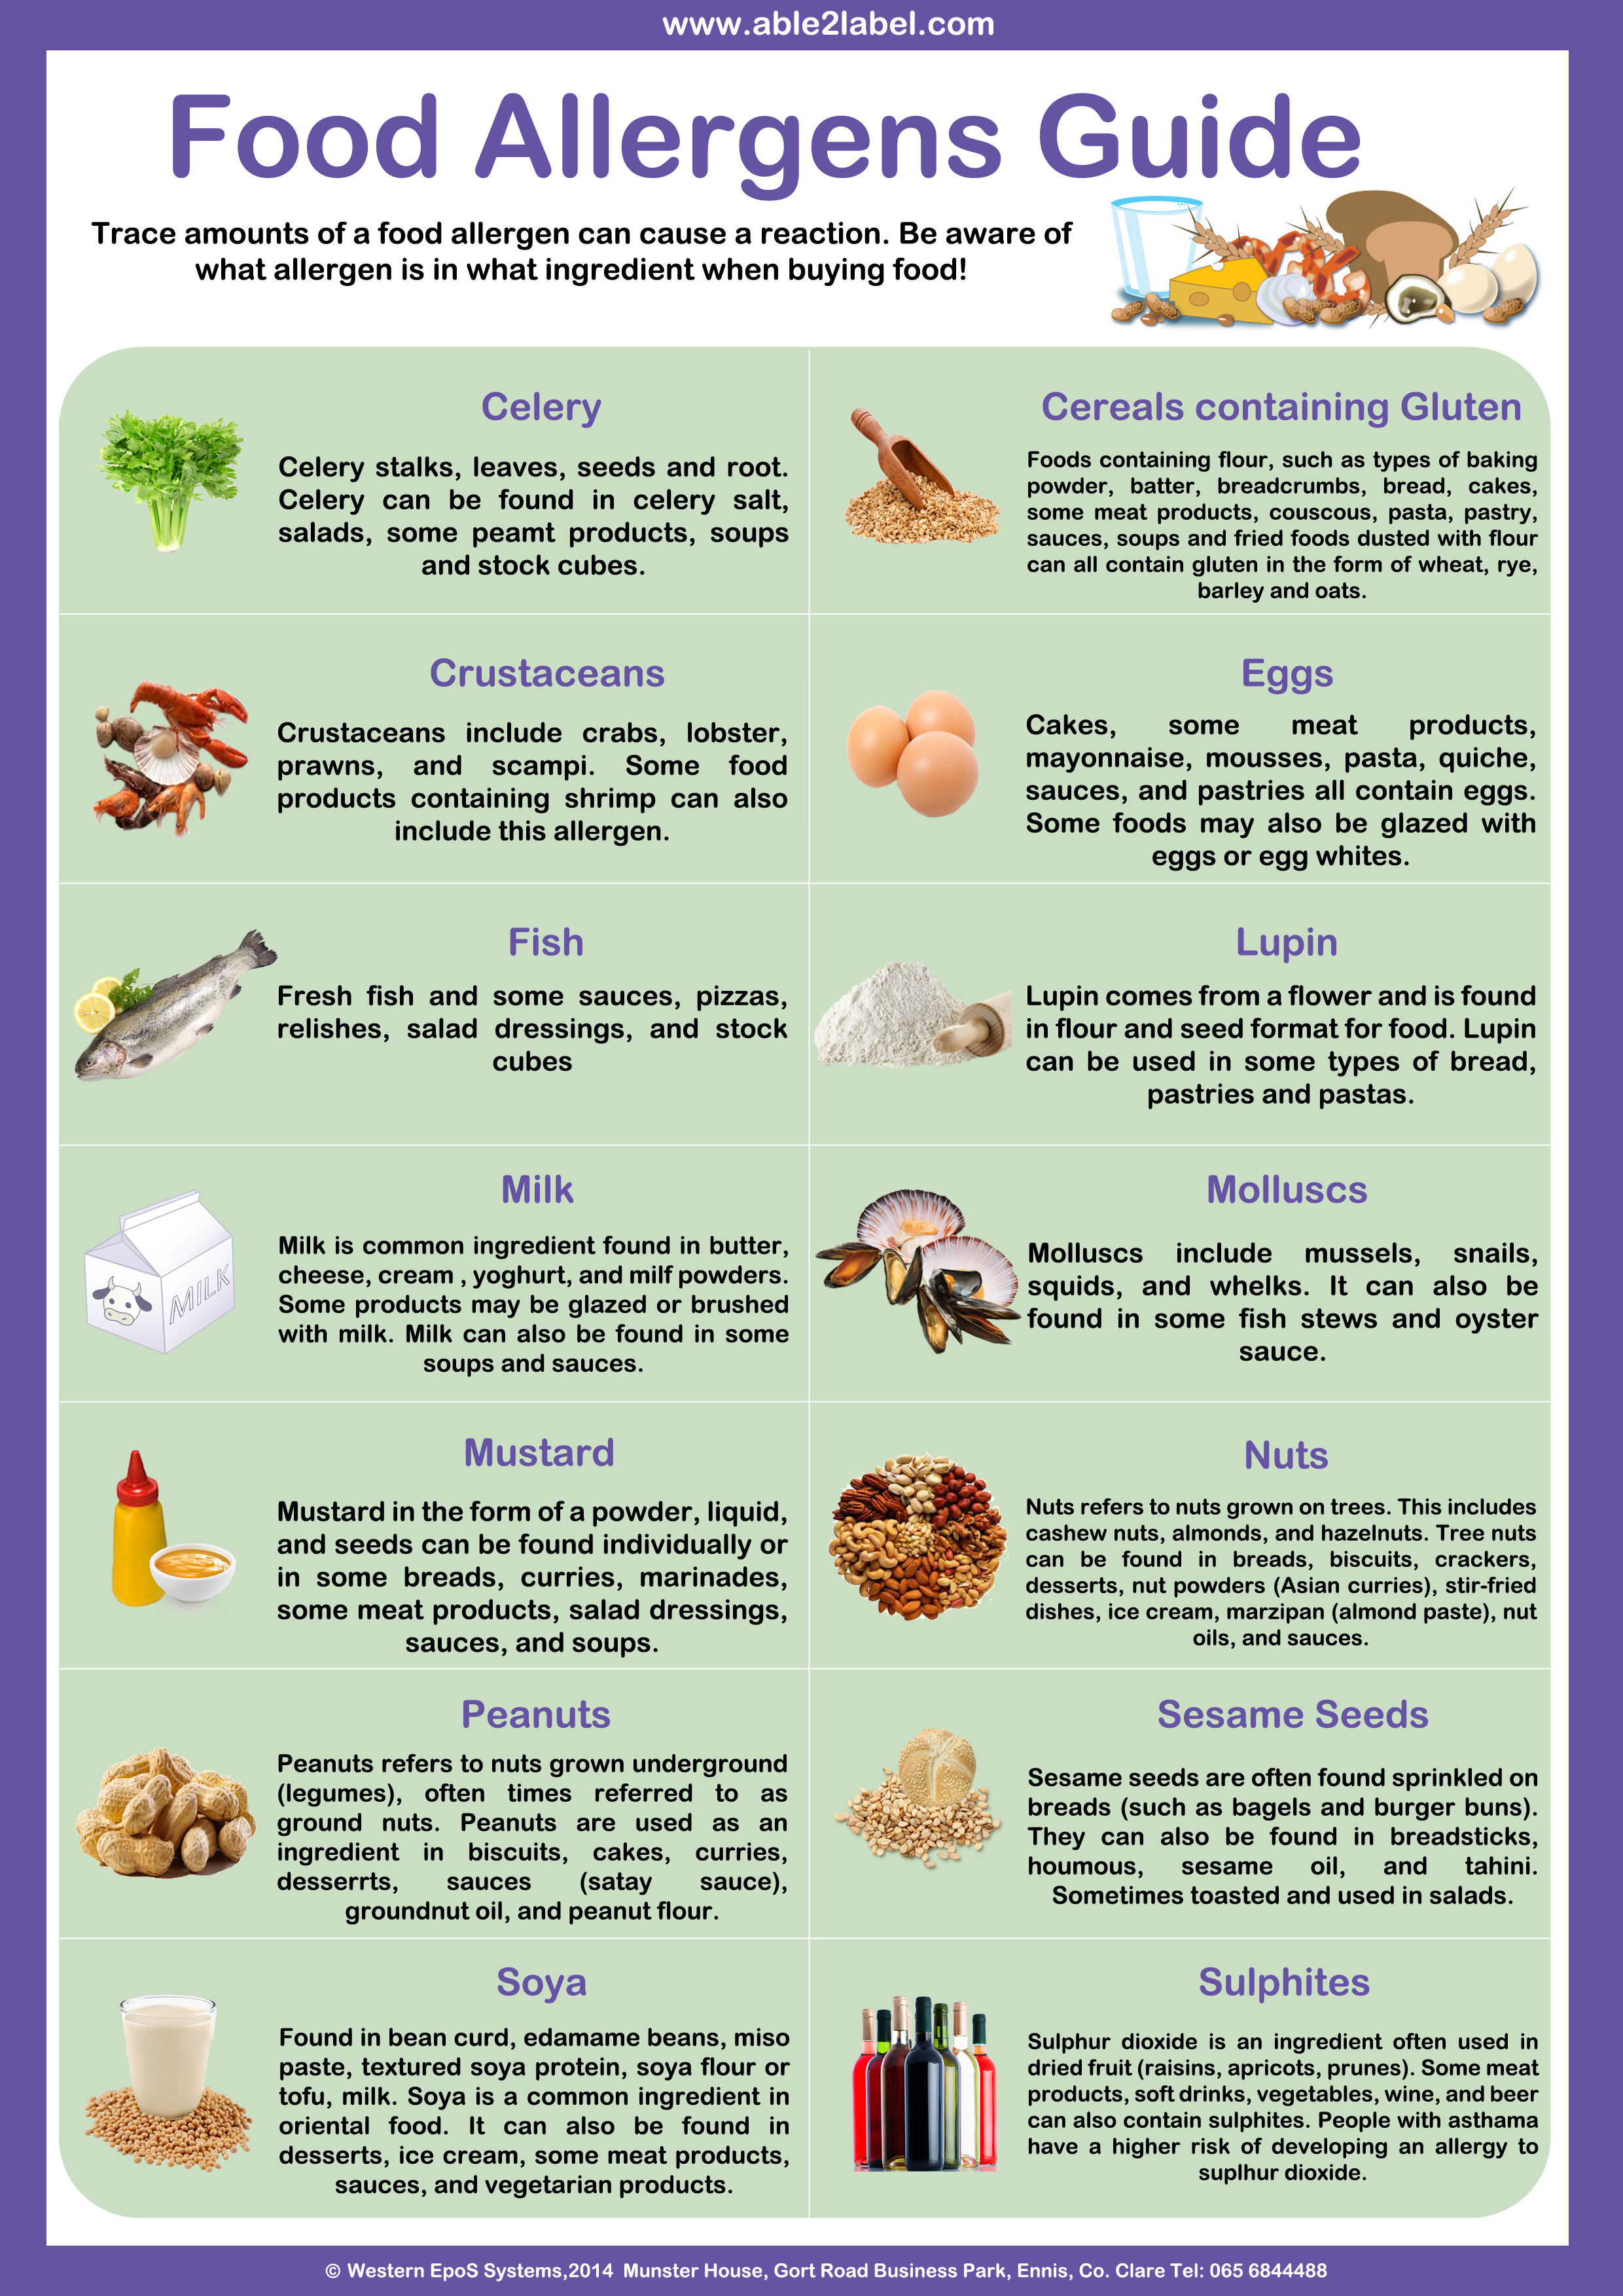 www.able2label.com
Food Allergens Guide
Trace amounts of a food allergen can cause a reaction. Be aware of
what allergen is in what ingredient when buying food!
Celery
Celery stalks, leaves, seeds and root.
Celery can be found in celery salt,
salads, some peamt products, soups
and stock cubes.
Cereals containing Gluten
Foods containing flour, such as types of baking
powder, batter, breadcrumbs, bread, cakes,
some meat products, couscous, pasta, pastry,
sauces, soups and fried foods dusted with flour
can all contain gluten in the form of wheat, rye,
barley and oats.
Crustaceans
Crustaceans include crabs, lobster,
prawns, and scampi. Some food
products containing shrimp can also
include this allergen.
Eggs
Cakes, some meat products,
mayonnaise, mousses, pasta, quiche,
sauces, and pastries all contain eggs.
Some foods may also be glazed with
eggs or egg whites.
Fish
Fresh fish and some sauces, pizzas,
relishes, salad dressings, and stock
cubes
Lupin
Lupin comes from a flower and is found
in flour and seed format for food. Lupin
can be used in some types of bread,
pastries and pastas.
Milk
MILK
Milk is common ingredient found in butter,
cheese, cream , yoghurt, and milf powders.
Some products may be glazed or brushed
with milk. Milk can also be found in some
soups and sauces.
Molluscs
Molluscs include mussels, snails,
squids, and whelks. It can also be
found in some fish stews and oyster
sauce.
Mustard
Mustard in the form of a powder, liquid,
and seeds can be found individually or
in some breads, curries, marinades,
some meat products, salad dressings,
sauces, and soups.
Nuts
Nuts refers to nuts grown on trees. This includes
cashew nuts, almonds, and hazelnuts. Tree nuts
can be found in breads, biscuits, crackers,
desserts, nut powders (Asian curries), stir-fried
dishes, ice cream, marzipan (almond paste), nut
oils, and sauces.
Peanuts
Peanuts refers to nuts grown underground
(legumes), often times referred to as
ground nuts. Peanuts are used as an
ingredient in biscuits, cakes, curries,
desserrts, sauces (satay sauce),
groundnut oil, and peanut flour.
Sesame Seeds
Sesame seeds are often found sprinkled on
breads (such as bagels and burger buns).
They can also be found in breadsticks,
houmous, sesame oil, and tahini.
Sometimes toasted and used in salads.
Soya
Found in bean curd, edamame beans, miso
paste, textured soya protein, soya flour or
tofu, milk. Soya is a common ingredient in
oriental food. It can also be found in
desserts, ice cream, some meat products,
sauces, and vegetarian products.
Sulphites
Sulphur dioxide is an ingredient often used in
dried fruit (raisins, apricots, prunes). Some meat
products, soft drinks, vegetables, wine, and beer
can also contain sulphites. People with asthama
have a higher risk of developing an allergy to
suplhur dioxide.
© Western EpoS Systems,2014 Munster House, Gort Road Business Park, Ennis, Co. Clare Tel: 065 6844488